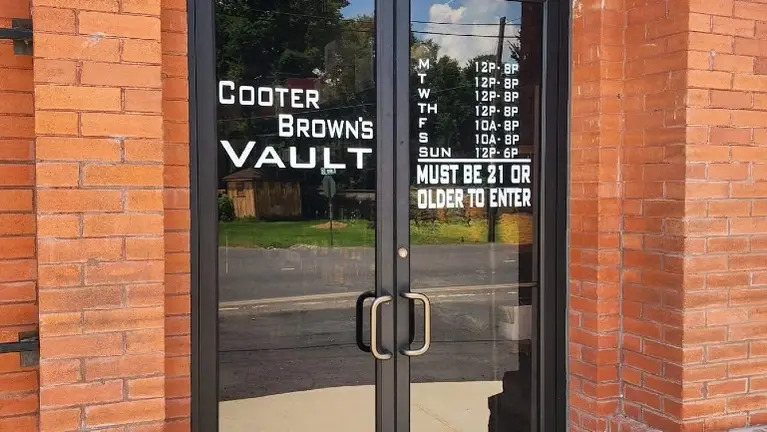 COOTER
BROWN'S
VAULT
M 12P-8P
T 12P-8P
W 12P-8P
TH 12P-8P
F 10A-8P
S 10A-8P
SUN 12P-6P
MUST BE 21 OR
OLDER TO ENTER